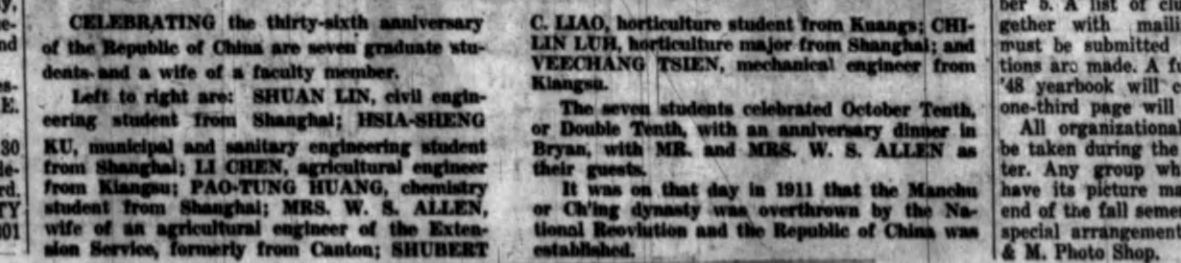 CELEBRATING the thirty-sixth anniversary
of the Republic of China are seven graduate stu-
dents and a wife of a faculty member.
Left to right are: SHUAN LIN, civil engin-
eering student from Shanghai; HSIA-SHENG
KU, municipal and sanitary engineering student
from Shanghai; LI CHEN, agricultural engineer
from Kiangsu; PAO-TUNG HUANG, chemistry
student from Shanghai; MRS. W. S. ALLEN,
wife of an agricultural engineer of the Exten-
sion Service, formerly from Canton; SHUBERT
C. LIAO, horticulture student from Kuangs; CHI-
LIN LUH, horticulture major from Shanghai; and
VEECHANG TSIEN, mechanical engineer from
Kiangsu.
The seven students celebrated October Tenth,
or Double Tenth, with an anniversary dinner in
Bryan, with MR. and MRS. W. S. ALLEN as
their guests.
It was on that day in 1911 that the Manchu
or Ch'ing dynasty was overthrown by the Na-
tional Reovlution and the Republic of China was
established.
ber 5. A list of clu
gether with maili
must be submitted
tions are made. A fu
'48 yearbook will c
one-third page will
All organizational
be taken during the
ter. Any group wh
have its picture ma
end of the fall seme
special arrangement
& M. Photo Shop.